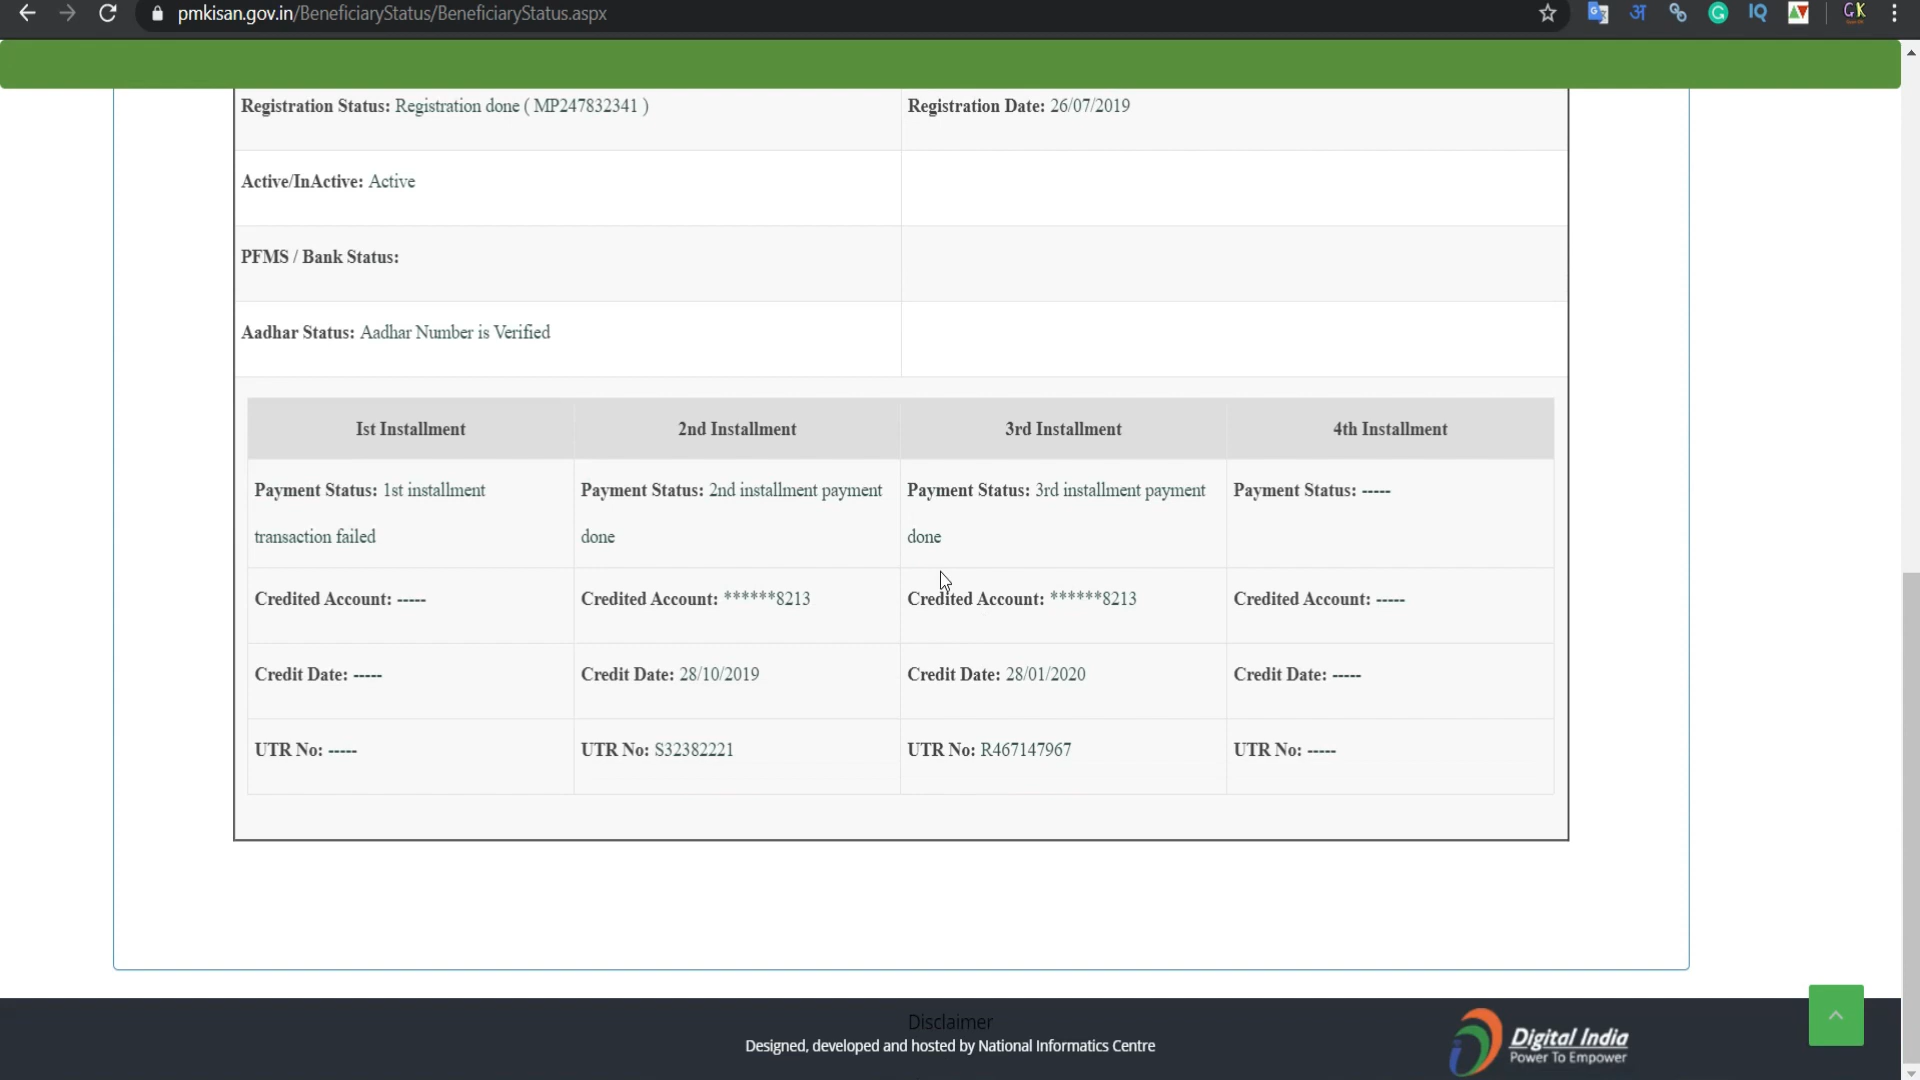 pmkisan.gov.in/BeneficiaryStatus/BeneficiaryStatus.aspx
अ
G
IQ
GK
Registration Status: Registration done ( MP247832341 )
Registration Date: 26/07/2019
Active/InActive: Active
PFMS / Bank Status:
Aadhar Status: Aadhar Number is Verified
Ist Installment
2nd Installment
3rd Installment
4th Installment
Payment Status: 1st installment
transaction failed
Payment Status: 2nd installment payment
done
Payment Status: 3rd installment payment
done
Payment Status: -----
Credited Account: -----
Credited Account: ******8213
Credited Account: ******8213
Credited Account: -----
Credit Date: -----
Credit Date: 28/10/2019
Credit Date: 28/01/2020
Credit Date: -----
UTR No: -----
UTR No: S32382221
UTR No: R467147967
UTR No: -----
Disclaimer
Designed, developed and hosted by National Informatics Centre
Digital India
Power To Empower